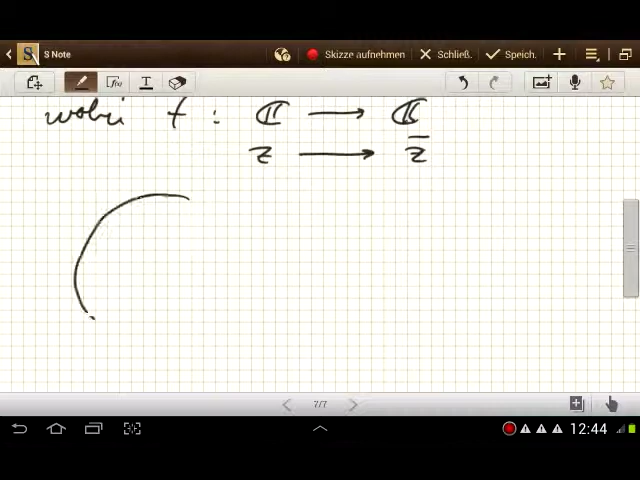 S Note Skizze aufnehmen Schließ. Speich.
wobei f : ℂ ⟶ ℂ
z ⟶ z̅
7/7
12:44